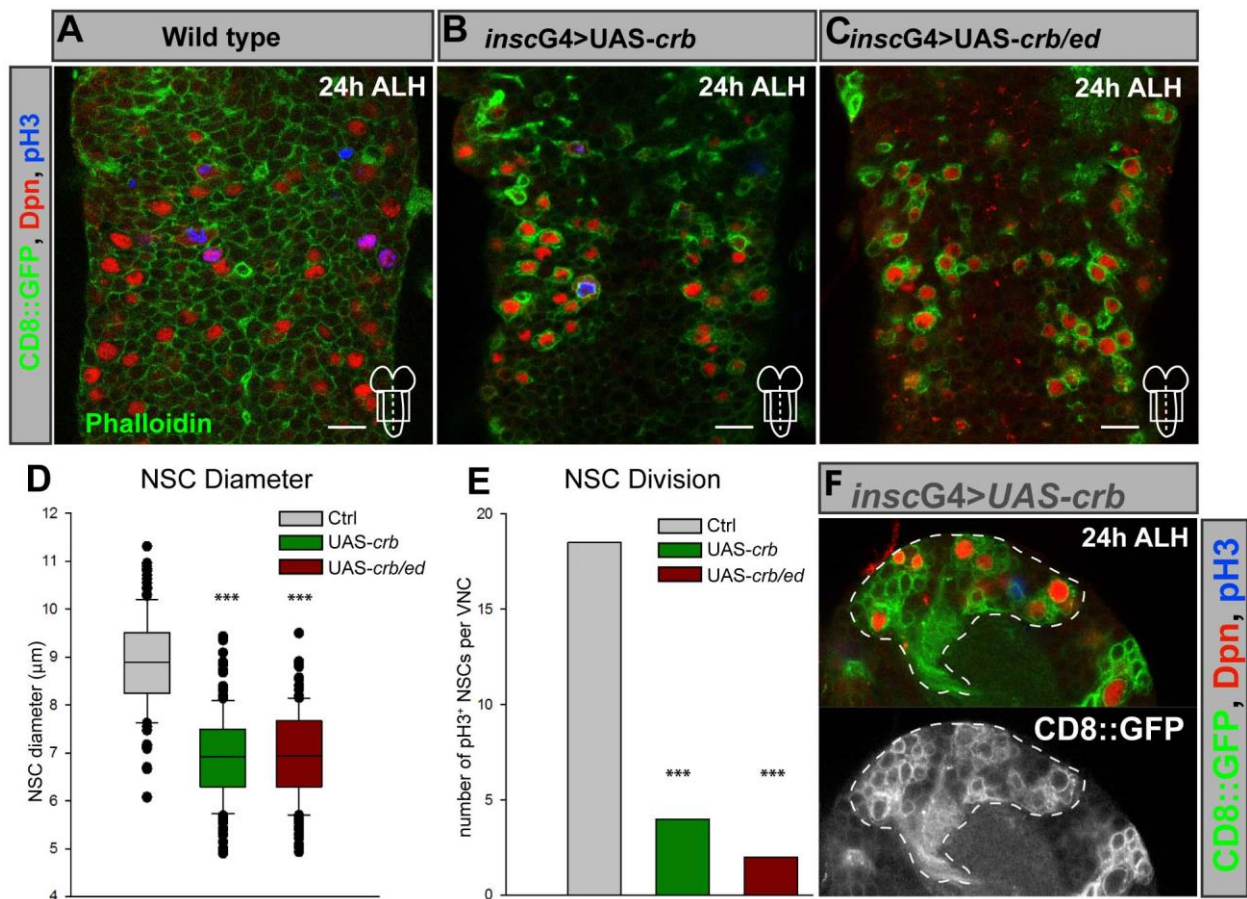 A
Wild type
B
inscG4>UAS-crb
C
inscG4>UAS-crb/ed
CD8::GFP, Dpn, pH3
24h ALH
24h ALH
24h ALH
Phalloidin
D
NSC Diameter
Ctrl
UAS-crb
UAS-crb/ed
***
***
NSC diameter (µm)
12
11
10
9
8
7
6
5
4
E
NSC Division
Ctrl
UAS-crb
UAS-crb/ed
***
***
number of pH3⁺ NSCs per VNC
20
15
10
5
0
F
inscG4>UAS-crb
24h ALH
CD8::GFP
CD8::GFP, Dpn, pH3